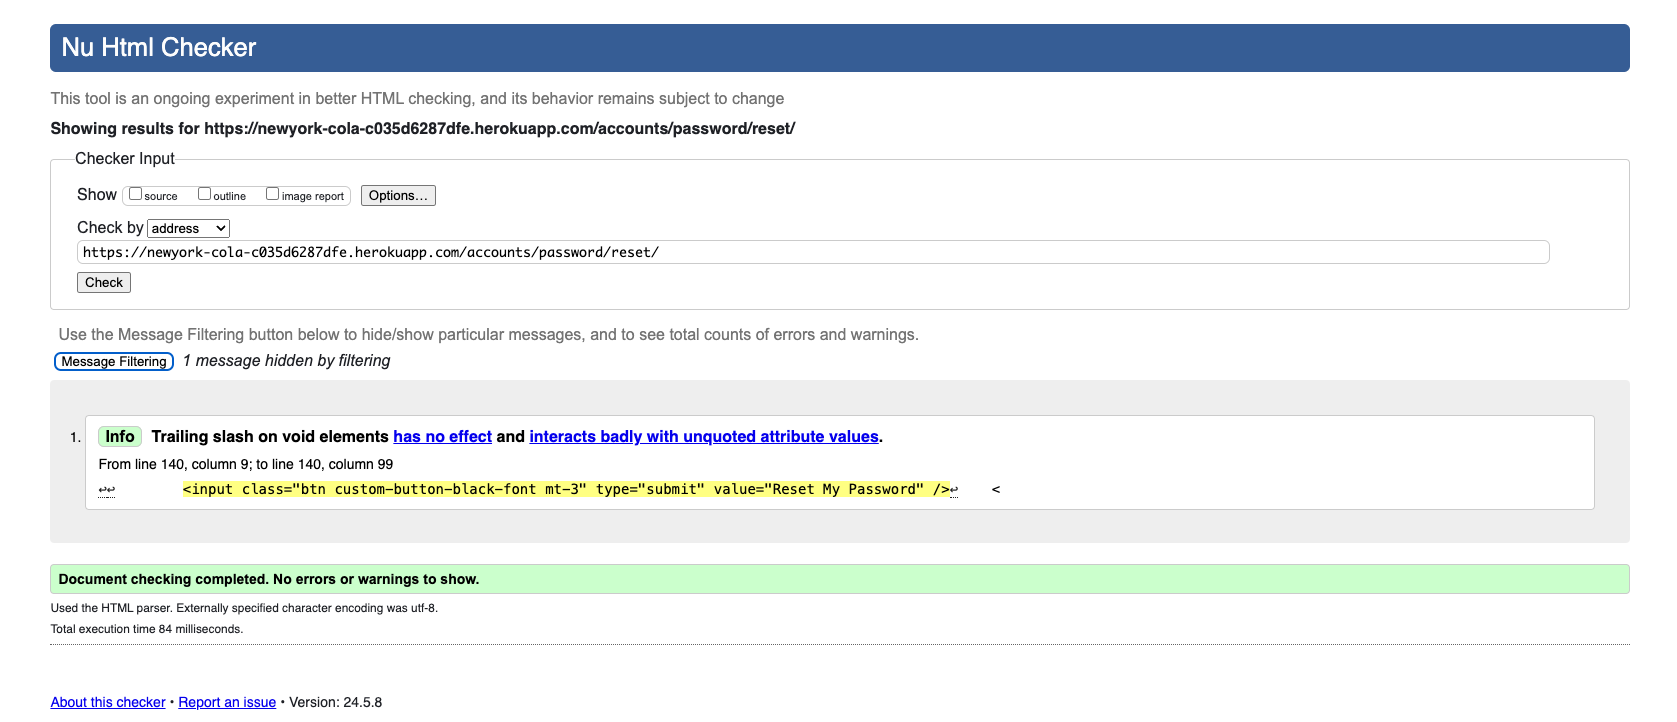 Nu Html Checker
This tool is an ongoing experiment in better HTML checking, and its behavior remains subject to change
Showing results for https://newyork-cola-c035d6287dfe.herokuapp.com/accounts/password/reset/
Checker Input
Show source outline image report Options...
Check by address
https://newyork-cola-c035d6287dfe.herokuapp.com/accounts/password/reset/
Check
Use the Message Filtering button below to hide/show particular messages, and to see total counts of errors and warnings.
Message Filtering 1 message hidden by filtering
1. Info Trailing slash on void elements has no effect and interacts badly with unquoted attribute values.
From line 140, column 9; to line 140, column 99
↩↩ <input class="btn custom-button-black-font mt-3" type="submit" value="Reset My Password" />↩ <
Document checking completed. No errors or warnings to show.
Used the HTML parser. Externally specified character encoding was utf-8.
Total execution time 84 milliseconds.
About this checker • Report an issue • Version: 24.5.8